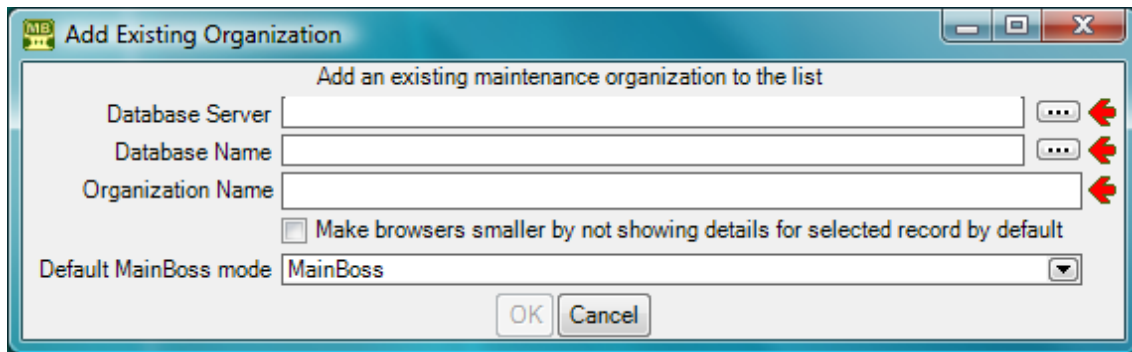 MB
Add Existing Organization
Add an existing maintenance organization to the list
Database Server
Database Name
Organization Name
Make browsers smaller by not showing details for selected record by default
Default MainBoss mode MainBoss
OK Cancel